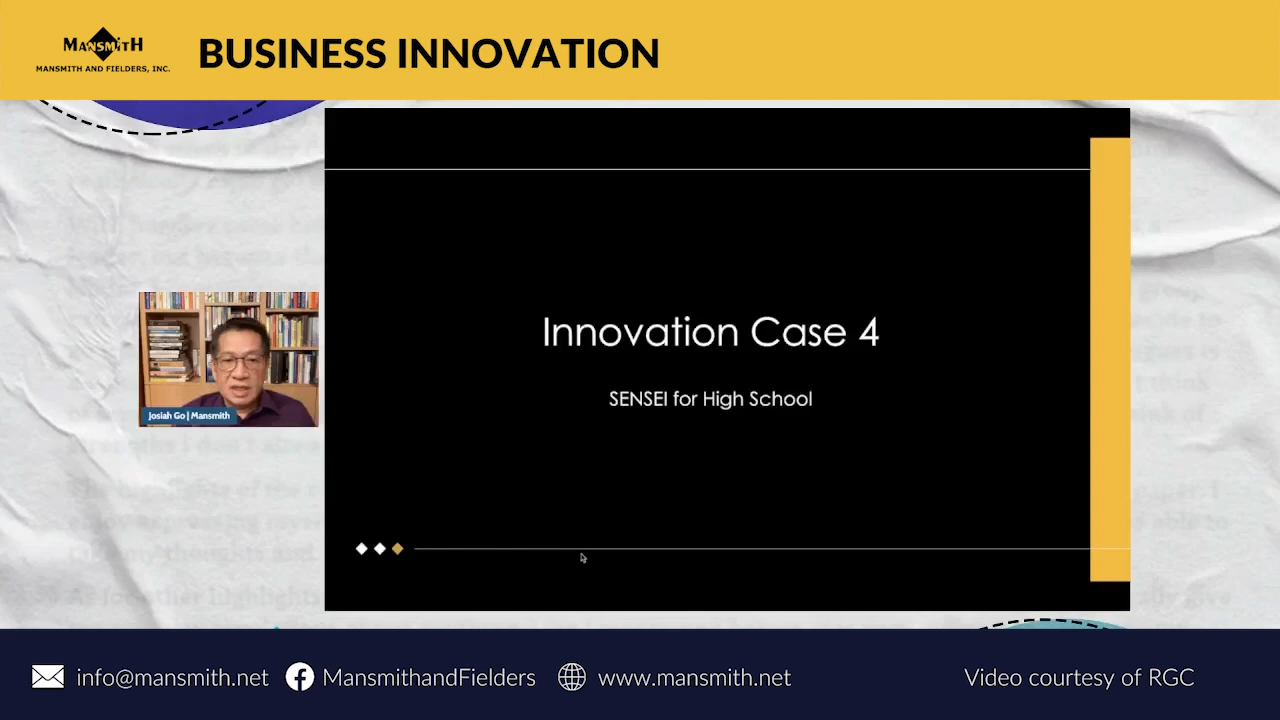 MANSMITH
MANSMITH AND FIELDERS, INC.
BUSINESS INNOVATION
Innovation Case 4
SENSEI for High School
Josiah Go | Mansmith
info@mansmith.net
MansmithandFielders
www.mansmith.net
Video courtesy of RGC